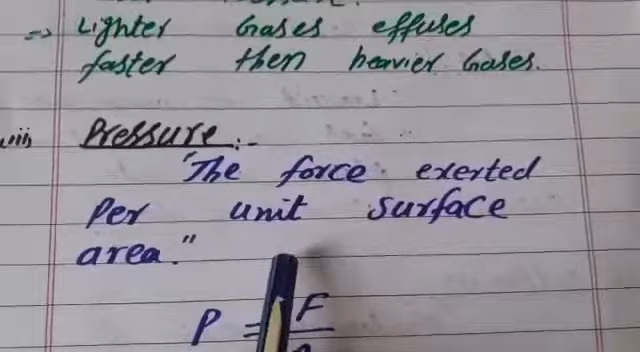 ⇒ Lighter Gases effuses
faster then heavier Gases.
viii Pressure:-
"The force exerted
Per unit surface
area."
P = F